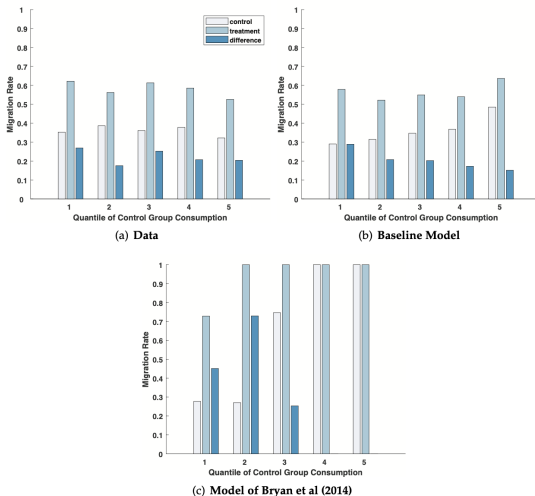 1
0.9
0.8
0.7
0.6
0.5
0.4
0.3
0.2
0.1
0
Migration Rate
control
treatment
difference
1 2 3 4 5
Quantile of Control Group Consumption
(a) Data
1
0.9
0.8
0.7
0.6
0.5
0.4
0.3
0.2
0.1
0
Migration Rate
1 2 3 4 5
Quantile of Control Group Consumption
(b) Baseline Model
1
0.9
0.8
0.7
0.6
0.5
0.4
0.3
0.2
0.1
0
Migration Rate
1 2 3 4 5
Quantile of Control Group Consumption
(c) Model of Bryan et al (2014)